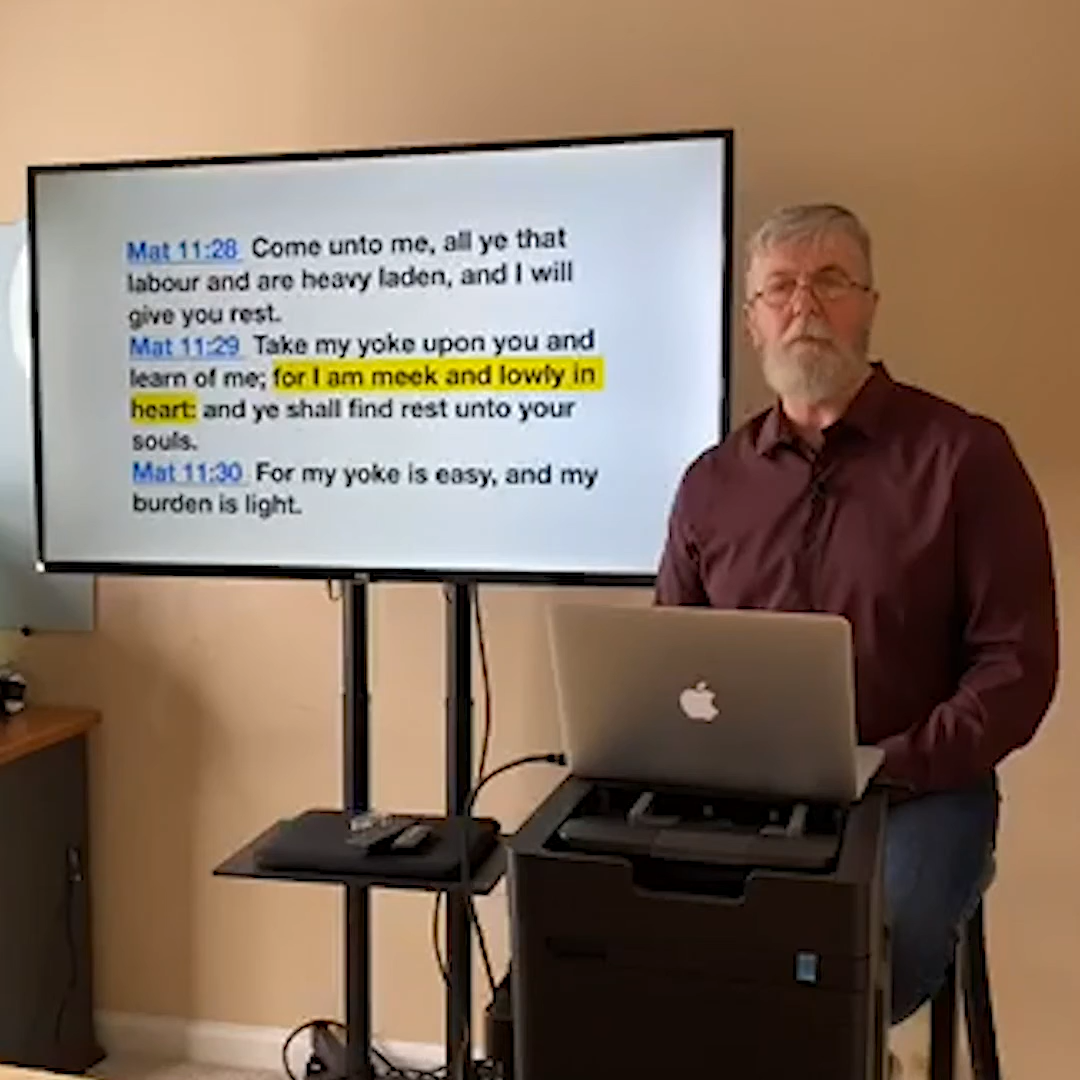 Mat 11:28 Come unto me, all ye that
labour and are heavy laden, and I will
give you rest.
Mat 11:29 Take my yoke upon you and
learn of me; for I am meek and lowly in
heart: and ye shall find rest unto your
souls.
Mat 11:30 For my yoke is easy, and my
burden is light.